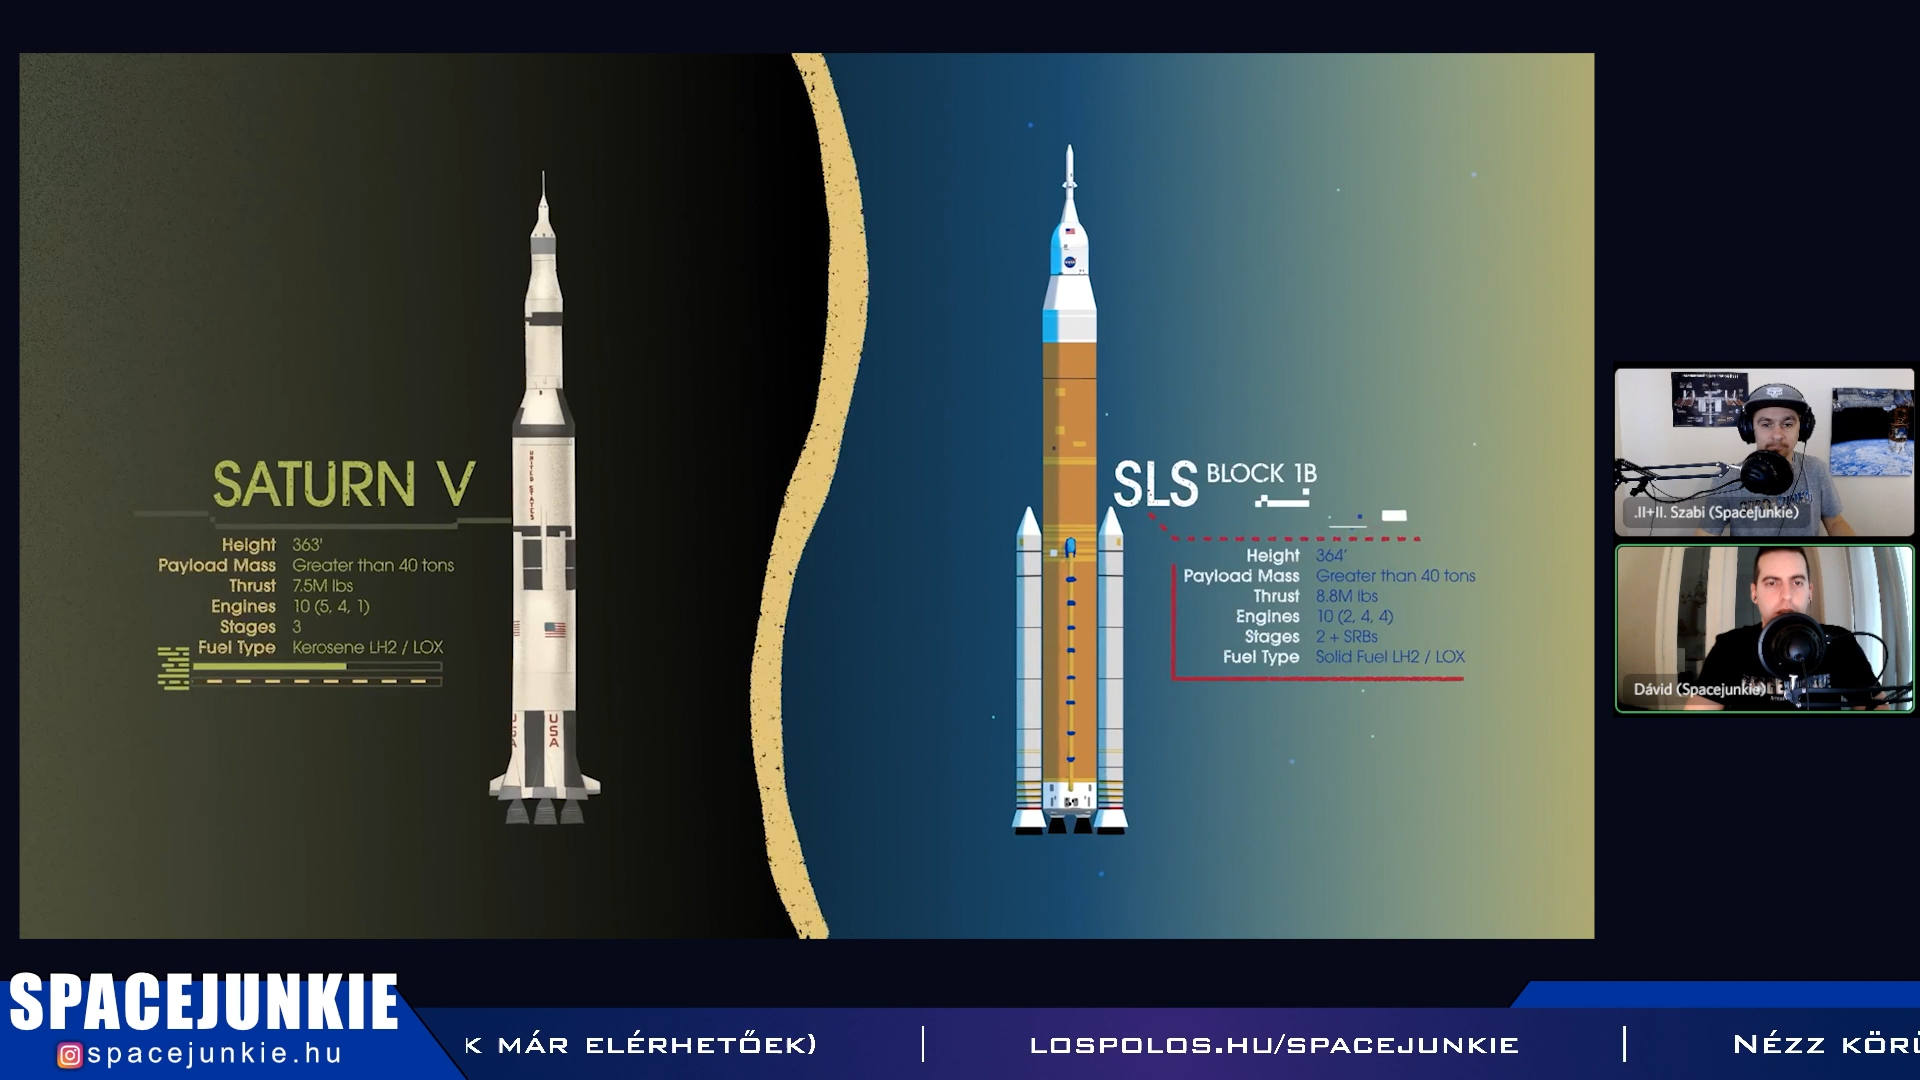 SATURN V
Height 363'
Payload Mass Greater than 40 tons
Thrust 7.5M lbs
Engines 10 (5, 4, 1)
Stages 3
Fuel Type Kerosene LH2 / LOX
UNITED STATES
USA
USA
SLS BLOCK 1B
Height 364'
Payload Mass Greater than 40 tons
Thrust 8.8M lbs
Engines 10 (2, 4, 4)
Stages 2 + SRBs
Fuel Type Solid Fuel LH2 / LOX
.II+II. Szabi (Spacejunkie)
Dávid (Spacejunkie)
SPACEJUNKIE
spacejunkie.hu
K MÁR ELÉRHETŐEK) | LOSPOLOS.HU/SPACEJUNKIE | NÉZZ KÖRÜ